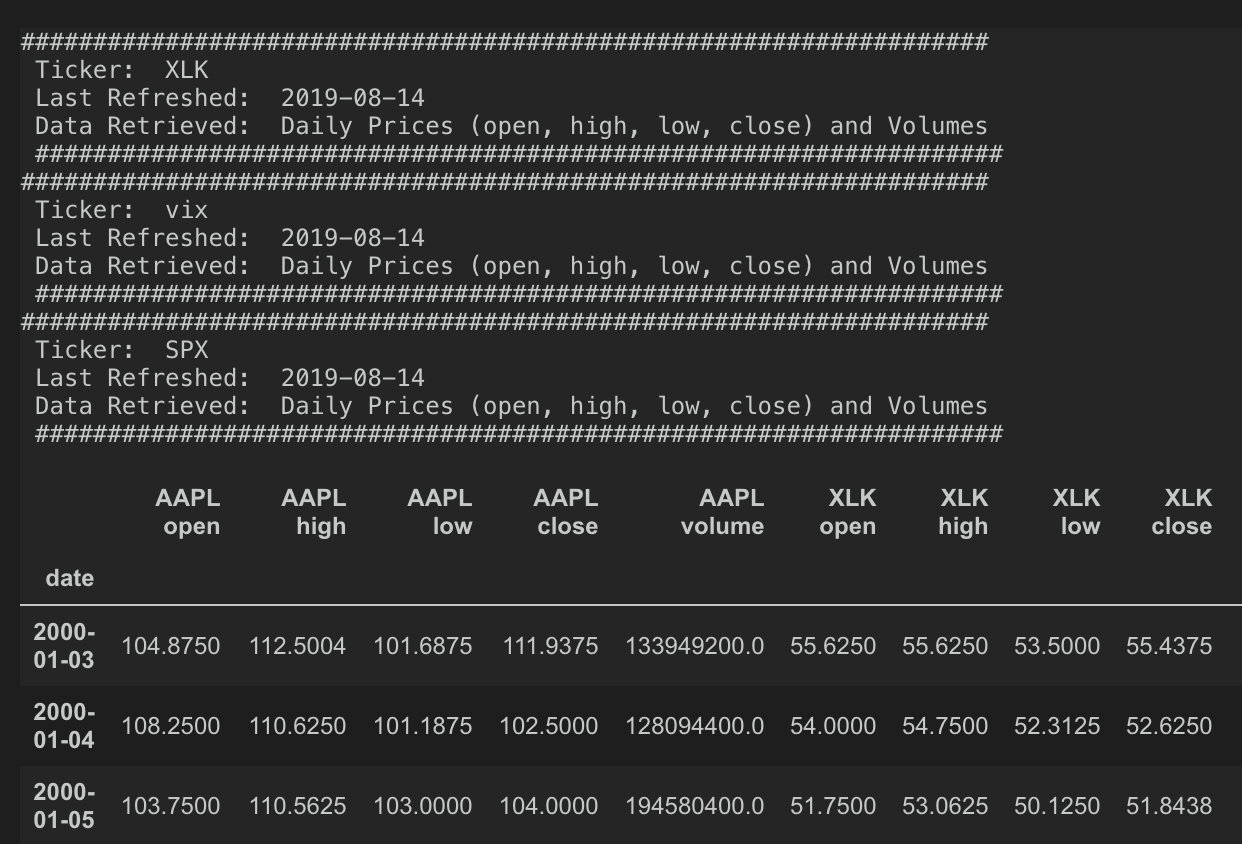 ###################################################################
Ticker:  XLK
Last Refreshed:  2019-08-14
Data Retrieved:  Daily Prices (open, high, low, close) and Volumes
###################################################################
###################################################################
Ticker:  vix
Last Refreshed:  2019-08-14
Data Retrieved:  Daily Prices (open, high, low, close) and Volumes
###################################################################
###################################################################
Ticker:  SPX
Last Refreshed:  2019-08-14
Data Retrieved:  Daily Prices (open, high, low, close) and Volumes
###################################################################
AAPL AAPL AAPL AAPL AAPL XLK XLK XLK XLK
open high low close volume open high low close
date
2000-
01-03 104.8750 112.5004 101.6875 111.9375 133949200.0 55.6250 55.6250 53.5000 55.4375
2000-
01-04 108.2500 110.6250 101.1875 102.5000 128094400.0 54.0000 54.7500 52.3125 52.6250
2000-
01-05 103.7500 110.5625 103.0000 104.0000 194580400.0 51.7500 53.0625 50.1250 51.8438